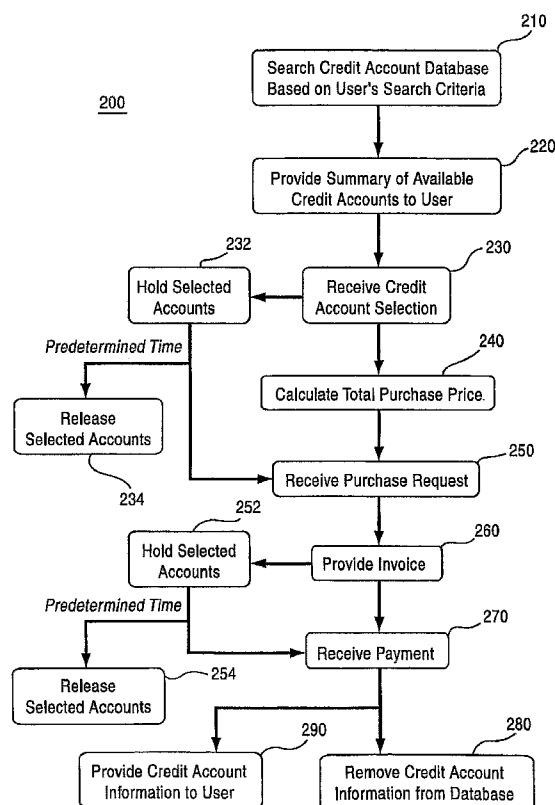 210
Search Credit Account Database
Based on User's Search Criteria
200
220
Provide Summary of Available
Credit Accounts to User
232
230
Hold Selected
Accounts
Receive Credit
Account Selection
Predetermined Time
240
Calculate Total Purchase Price.
Release
Selected Accounts
234
250
Receive Purchase Request
252
260
Hold Selected
Accounts
Provide Invoice
Predetermined Time
270
Receive Payment
Release
Selected Accounts
254
290
280
Provide Credit Account
Information to User
Remove Credit Account
Information from Database